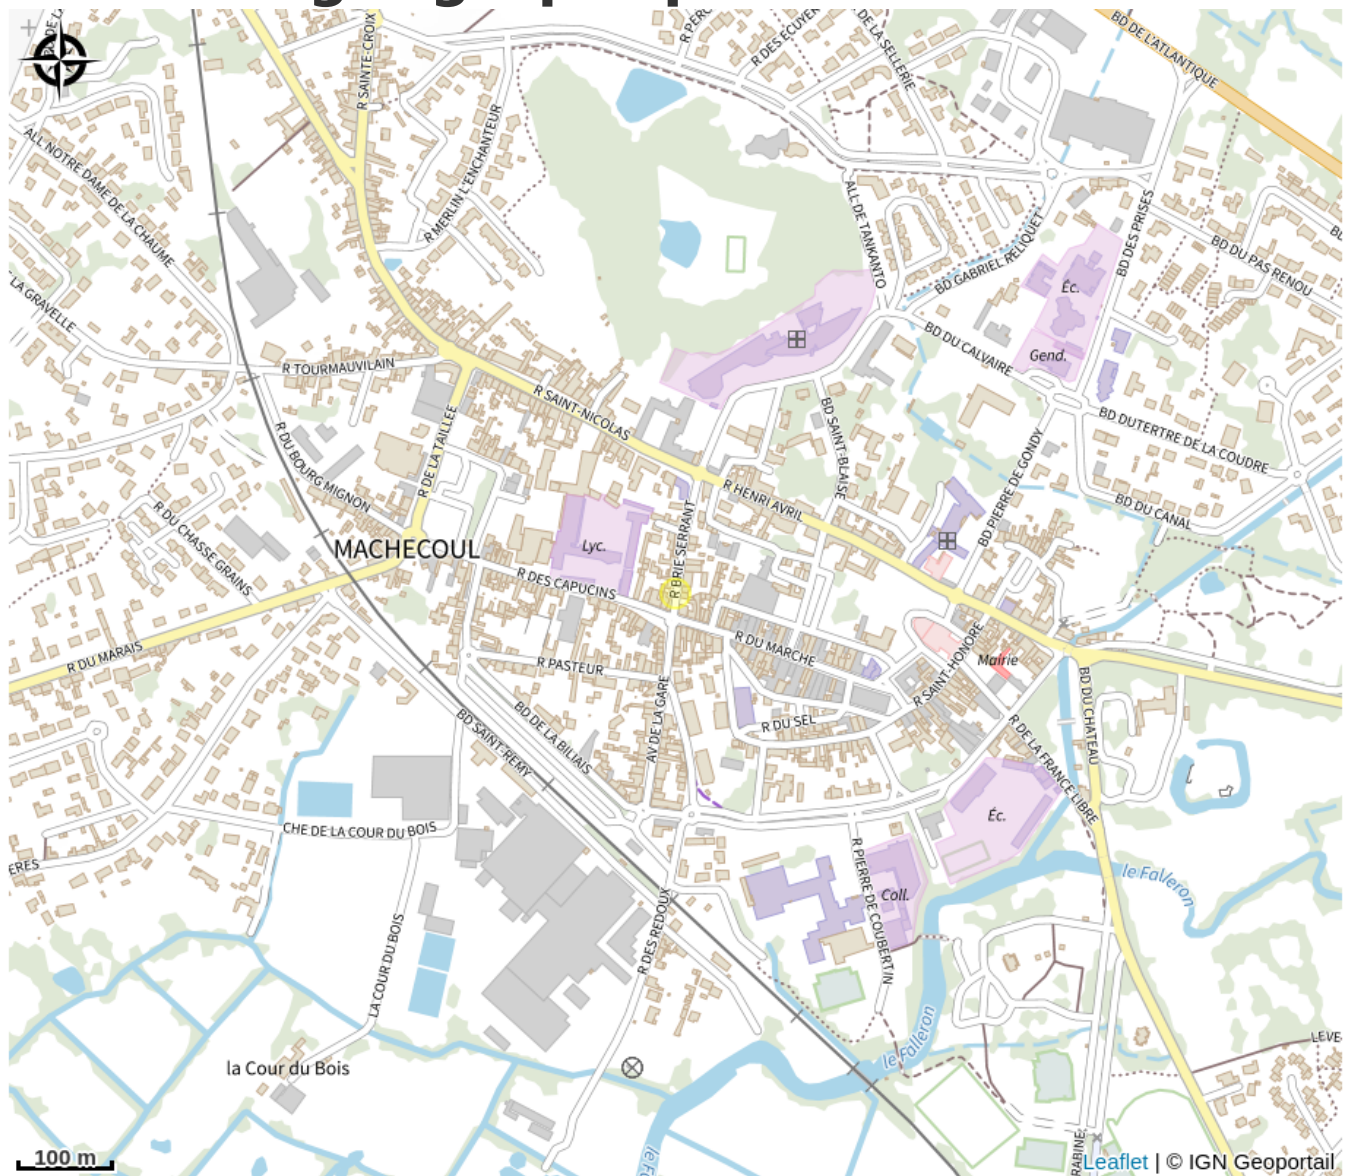 R SAINTE-CROIX
R DES ECUYER
DE LA SELLERIE
BD DE L'ATLANTIQUE
ALL NOTRE DAME DE LA CHAUME
R MERLIN L'ENCHANTEUR
ALL DE TANKANTO
BD GABRIEL RELIQUET
BD DES PRISES
BD DU PAS RENOU
LA GRAVELLE
Éc.
BD DU CALVAIRE
Gend.
R TOURMAUVILAIN
R SAINT-NICOLAS
BD SAINT-BLAISE
BD DUTERTRE DE LA COUDRE
R DU BOURG MIGNON
R DE LA TAILLEE
R HENRI AVRIL
BD PIERRE DE GONDY
BD DU CANAL
R DU CHASSE GRAINS
MACHECOUL
Lyc.
R BRIE SERRANT
R DES CAPUCINS
R DU MARAIS
R PASTEUR
R DU MARCHE
R SAINT-HONORE
Mairie
BD DU CHATEAU
BD SAINT-REMY
BD DE LA BILIAIS
AV DE LA GARE
R DU SEL
R DE LA FRANCE LIBRE
CHE DE LA COUR DU BOIS
ERES
Éc.
le Falleron
R PIERRE DE COUBERTIN
Coll.
LA COUR DU BOIS
R DES REDOUX
le Falleron
la Cour du Bois
LEVE
RABINE
100 m
Leaflet | © IGN Geoportail